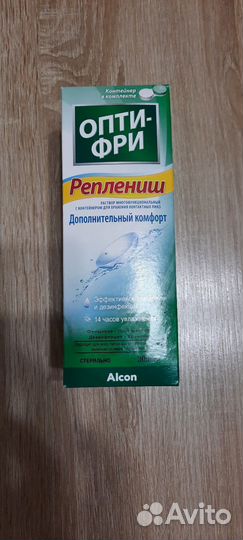 Контейнер
в комплекте
ОПТИ-
ФРИ
Реплениш
РАСТВОР МНОГОФУНКЦИОНАЛЬНЫЙ
С КОНТЕЙНЕРОМ ДЛЯ ХРАНЕНИЯ КОНТАКТНЫХ ЛИНЗ
Дополнительный комфорт
и дезинфекция
14 часов увлажнения
СТЕРИЛЬНО
Alcon
Avito